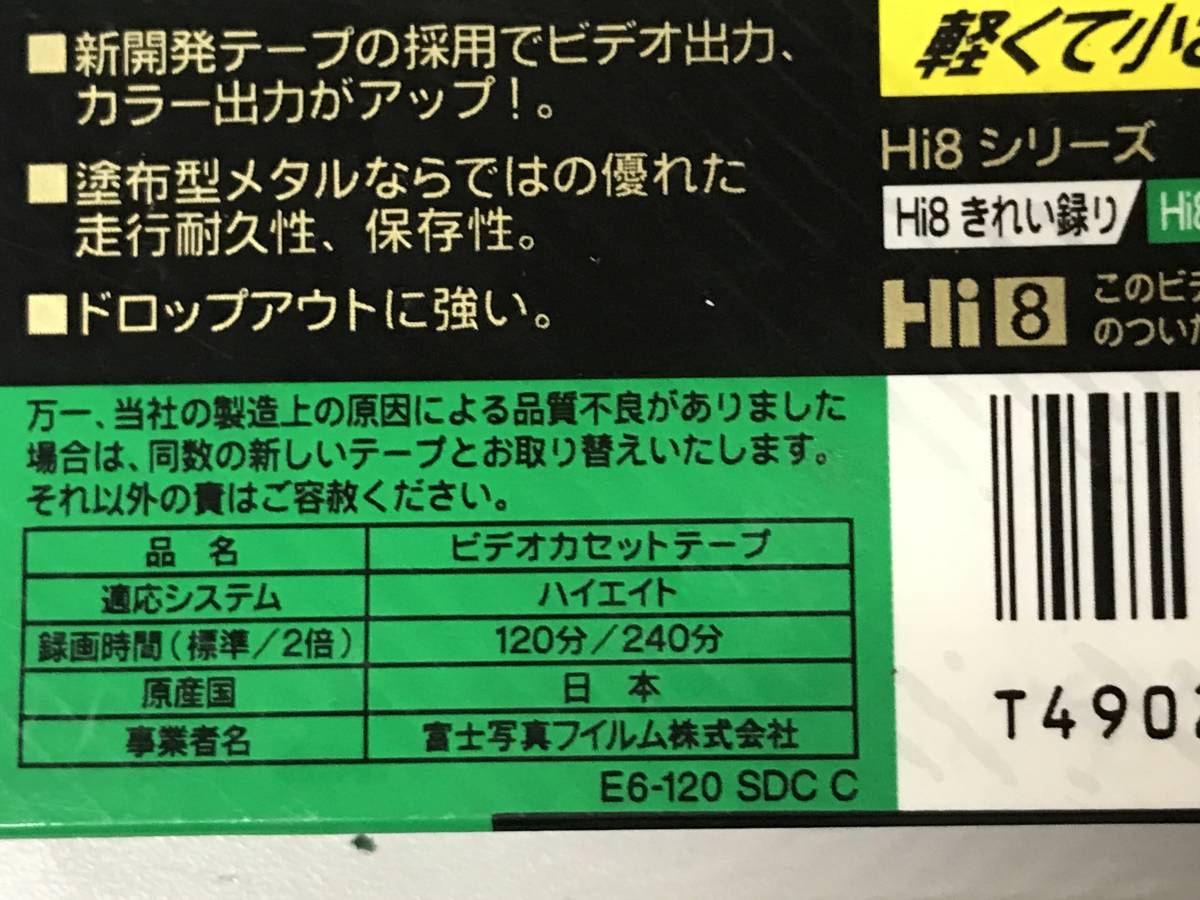 ■新開発テープの採用でビデオ出力、
カラー出力がアップ!。
■塗布型メタルならではの優れた
走行耐久性、保存性。
■ドロップアウトに強い。
軽くて小さ
Hi8 シリーズ
Hi8 きれい録り
Hi8
Hi8
このビデ
のついた
万一、当社の製造上の原因による品質不良がありました
場合は、同数の新しいテープとお取り替えいたします。
それ以外の責はご容赦ください。
品 名 ビデオカセットテープ
適応システム ハイエイト
録画時間(標準/2倍) 120分/240分
原産国 日 本
事業者名 富士写真フイルム株式会社
E6-120 SDC C
T4902